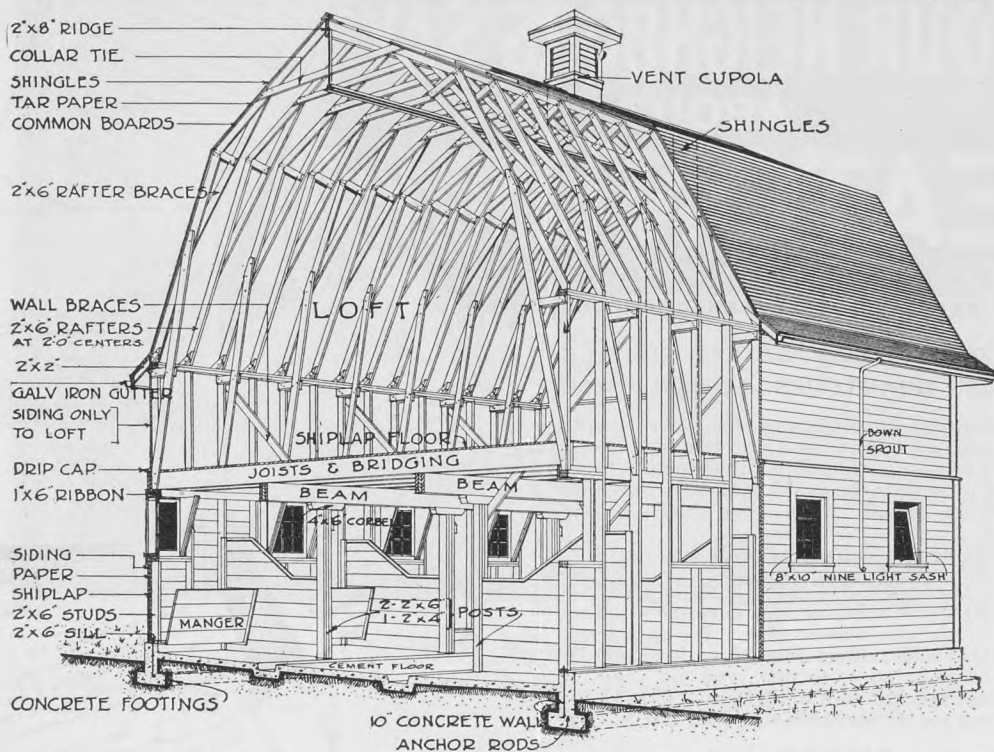 2"x8" RIDGE
COLLAR TIE
SHINGLES
TAR PAPER
COMMON BOARDS
2"x6" RAFTER BRACES
WALL BRACES
2"x6" RAFTERS
AT 2'0" CENTERS.
2"x2"
GALV IRON GUTTER
SIDING ONLY
TO LOFT
DRIP CAP
1"x6" RIBBON
SIDING
PAPER
SHIPLAP
2"x6" STUDS
2"x6" SILL
CONCRETE FOOTINGS
VENT CUPOLA
SHINGLES
LOFT
SHIPLAP FLOOR
JOISTS & BRIDGING
BEAM
BEAM
4"x6" CORBEL
DOWN
SPOUT
8"x10" NINE LIGHT SASH
MANGER
2-2"x6"
1-2"x4"
POSTS
CEMENT FLOOR
10" CONCRETE WALL
ANCHOR RODS